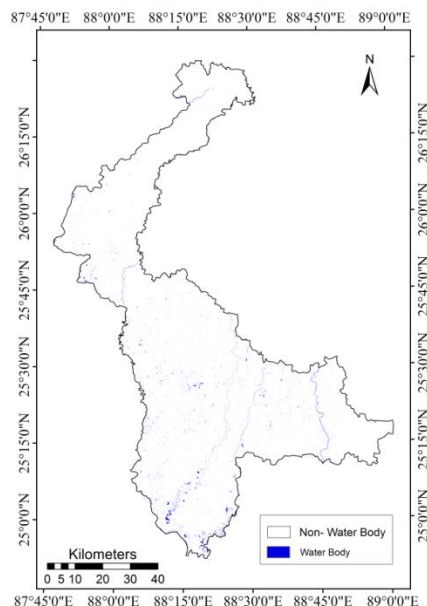 87°45'0"E 88°0'0"E 88°15'0"E 88°30'0"E 88°45'0"E 89°0'0"E
N
26°15'0"N 26°15'0"N
26°0'0"N 26°0'0"N
25°45'0"N 25°45'0"N
25°30'0"N 25°30'0"N
25°15'0"N 25°15'0"N
25°0'0"N 25°0'0"N
Non- Water Body
Kilometers
Water Body
0 5 10 20 30 40
87°45'0"E 88°0'0"E 88°15'0"E 88°30'0"E 88°45'0"E 89°0'0"E